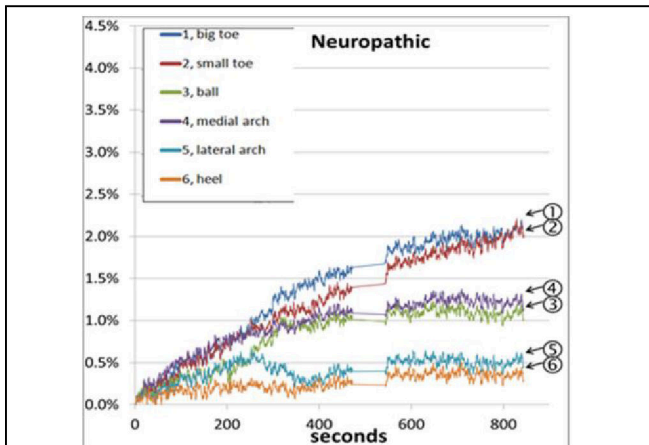 Neuropathic
1, big toe
2, small toe
3, ball
4, medial arch
5, lateral arch
6, heel
4.5%
4.0%
3.5%
3.0%
2.5%
2.0%
1.5%
1.0%
0.5%
0.0%
①
②
④
③
⑤
⑥
0 200 400 600 800
seconds